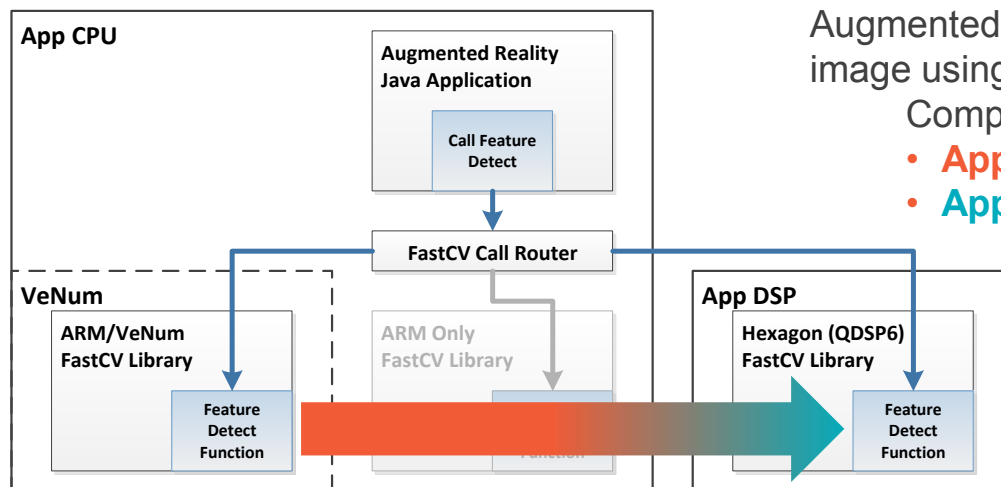 App CPU
Augmented Reality
Java Application
Call Feature
Detect
FastCV Call Router
VeNum
ARM/VeNum
FastCV Library
Feature
Detect
Function
ARM Only
FastCV Library
Function
App DSP
Hexagon (QDSP6)
FastCV Library
Feature
Detect
Function
Augmented
image using
Comp
• App
• App